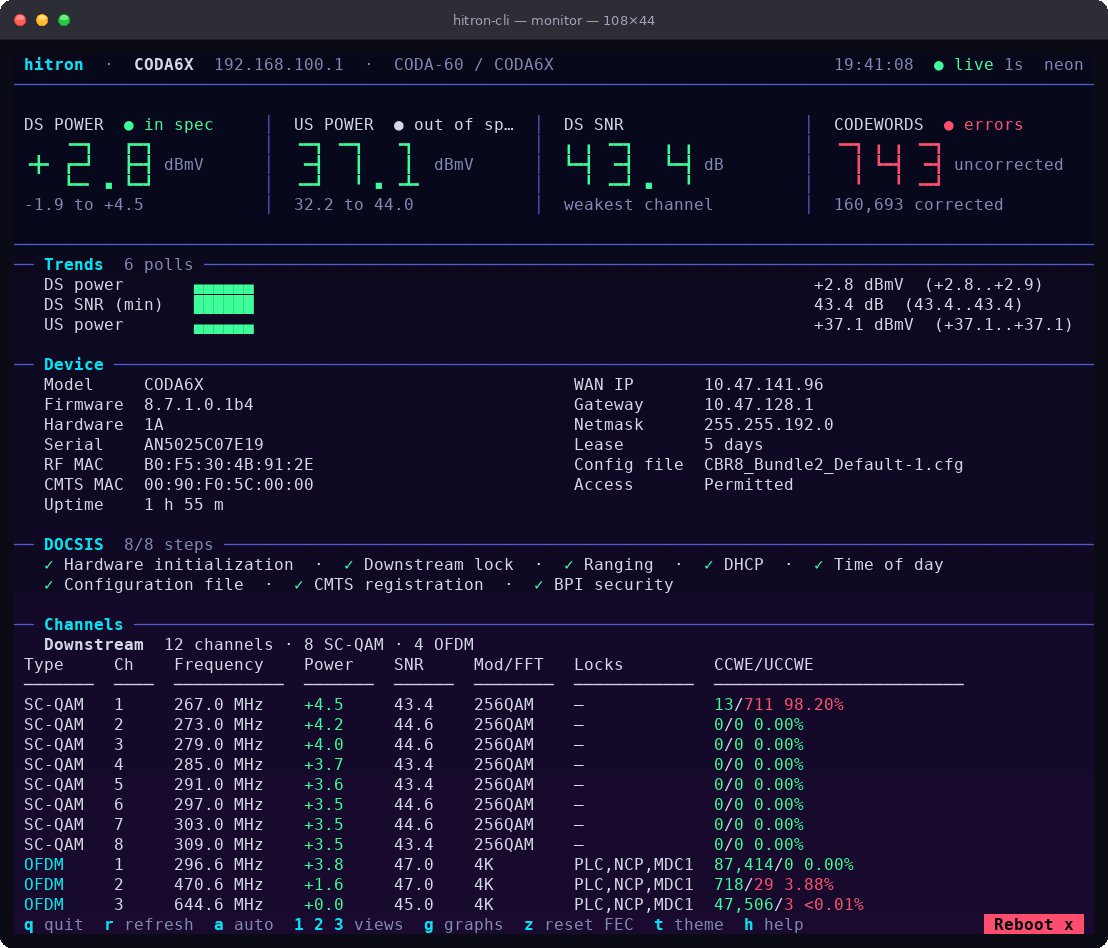 hitron-cli — monitor — 108×44
hitron · CODA6X 192.168.100.1 · CODA-60 / CODA6X 19:41:08 ● live 1s neon
DS POWER ● in spec │ US POWER ● out of sp… │ DS SNR │ CODEWORDS ● errors
+2.8 dBmV │ 37.1 dBmV │ 43.4 dB │ 743 uncorrected
-1.9 to +4.5 │ 32.2 to 44.0 │ weakest channel │ 160,693 corrected
Trends 6 polls
DS power +2.8 dBmV (+2.8..+2.9)
DS SNR (min) 43.4 dB (43.4..43.4)
US power +37.1 dBmV (+37.1..+37.1)
Device
Model CODA6X WAN IP 10.47.141.96
Firmware 8.7.1.0.1b4 Gateway 10.47.128.1
Hardware 1A Netmask 255.255.192.0
Serial AN5025C07E19 Lease 5 days
RF MAC B0:F5:30:4B:91:2E Config file CBR8_Bundle2_Default-1.cfg
CMTS MAC 00:90:F0:5C:00:00 Access Permitted
Uptime 1 h 55 m
DOCSIS 8/8 steps
✓ Hardware initialization · ✓ Downstream lock · ✓ Ranging · ✓ DHCP · ✓ Time of day
✓ Configuration file · ✓ CMTS registration · ✓ BPI security
Channels
Downstream 12 channels · 8 SC-QAM · 4 OFDM
Type Ch Frequency Power SNR Mod/FFT Locks CCWE/UCCWE
SC-QAM 1 267.0 MHz +4.5 43.4 256QAM — 13/711 98.20%
SC-QAM 2 273.0 MHz +4.2 44.6 256QAM — 0/0 0.00%
SC-QAM 3 279.0 MHz +4.0 44.6 256QAM — 0/0 0.00%
SC-QAM 4 285.0 MHz +3.7 43.4 256QAM — 0/0 0.00%
SC-QAM 5 291.0 MHz +3.6 43.4 256QAM — 0/0 0.00%
SC-QAM 6 297.0 MHz +3.5 44.6 256QAM — 0/0 0.00%
SC-QAM 7 303.0 MHz +3.5 44.6 256QAM — 0/0 0.00%
SC-QAM 8 309.0 MHz +3.5 43.4 256QAM — 0/0 0.00%
OFDM 1 296.6 MHz +3.8 47.0 4K PLC,NCP,MDC1 87,414/0 0.00%
OFDM 2 470.6 MHz +1.6 47.0 4K PLC,NCP,MDC1 718/29 3.88%
OFDM 3 644.6 MHz +0.0 45.0 4K PLC,NCP,MDC1 47,506/3 <0.01%
q quit r refresh a auto 1 2 3 views g graphs z reset FEC t theme h help Reboot x